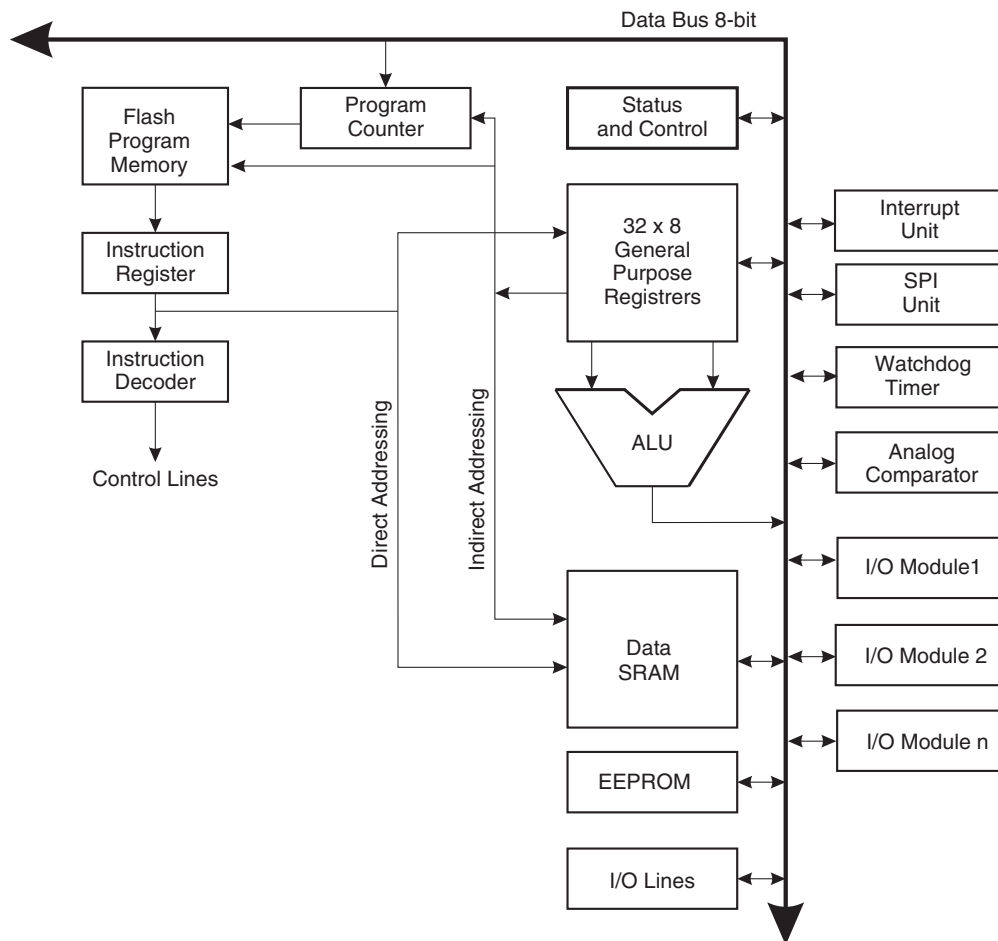 Data Bus 8-bit
Flash
Program
Memory
Program
Counter
Status
and Control
32 x 8
General
Purpose
Registrers
Interrupt
Unit
Instruction
Register
SPI
Unit
Instruction
Decoder
Watchdog
Timer
Direct Addressing
Indirect Addressing
ALU
Analog
Comparator
Control Lines
I/O Module1
Data
SRAM
I/O Module 2
I/O Module n
EEPROM
I/O Lines